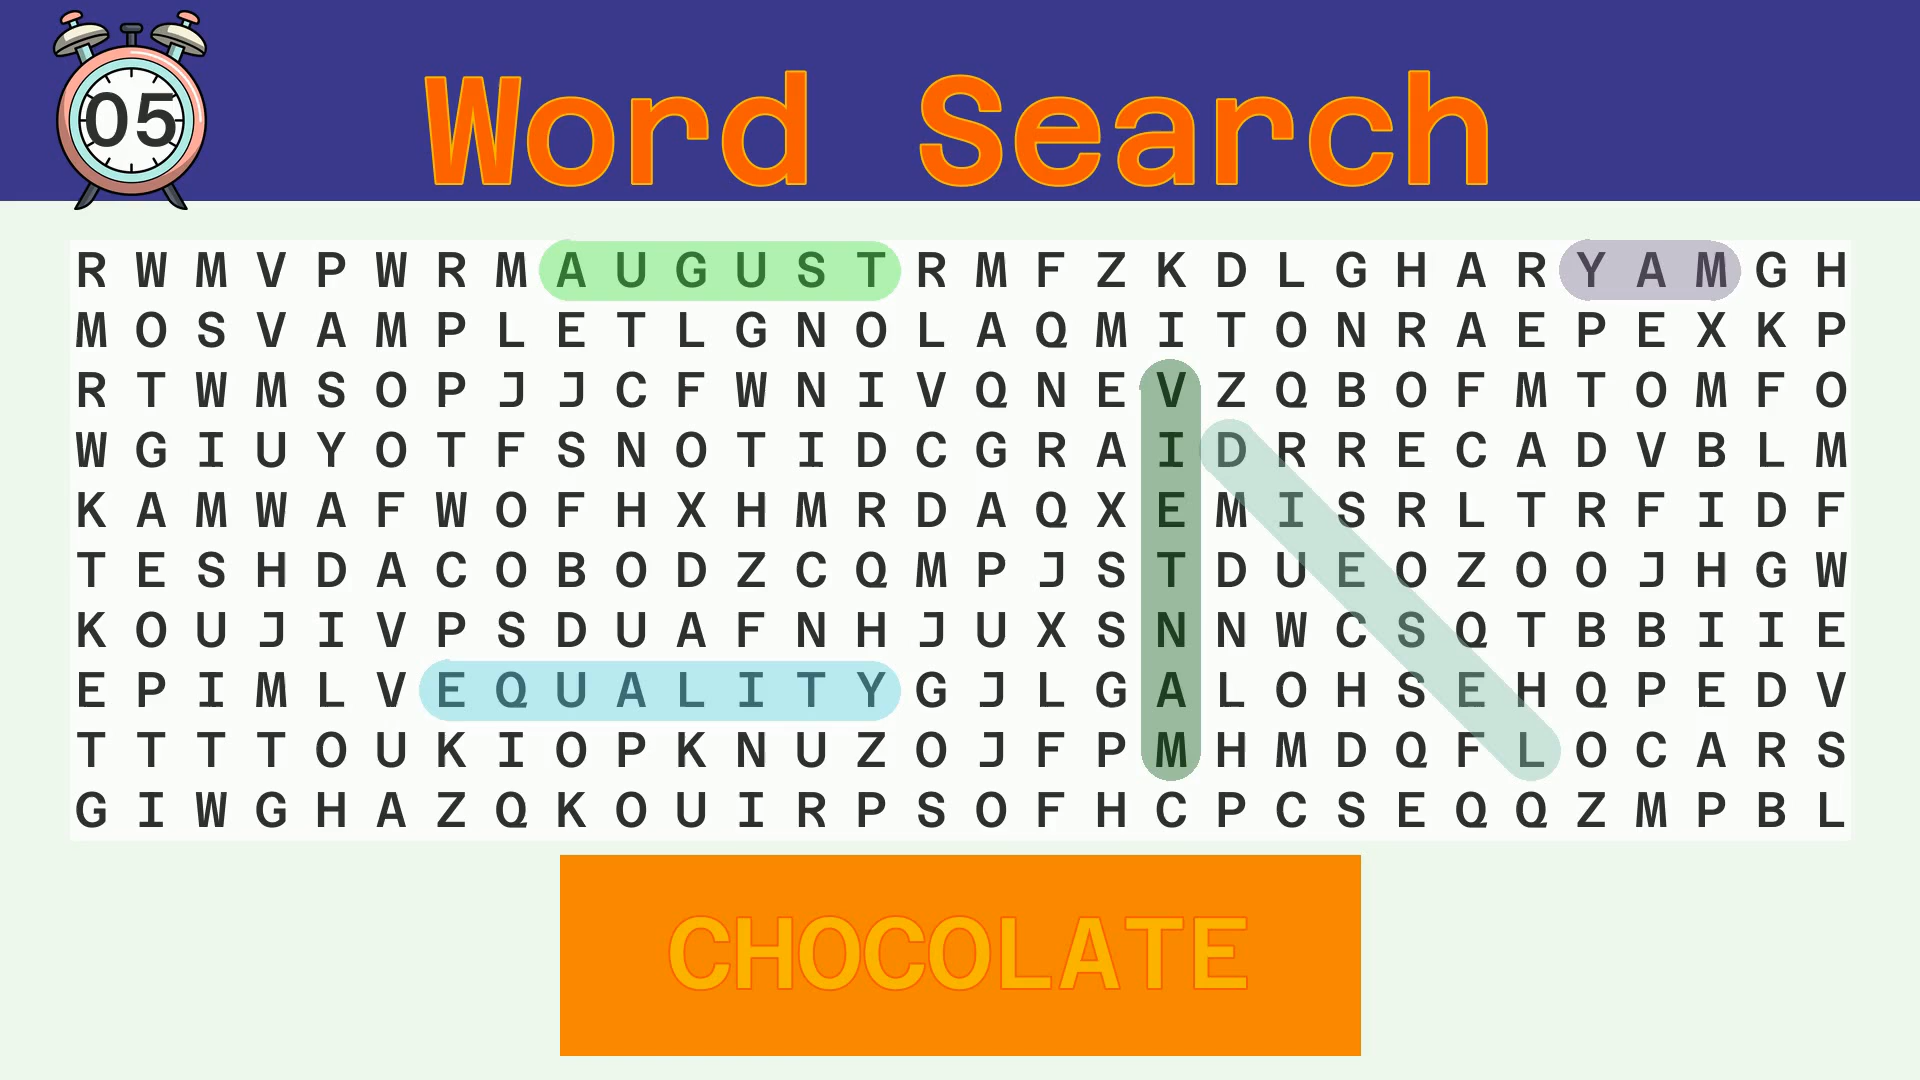 05
Word Search
R W M V P W R M A U G U S T R M F Z K D L G H A R Y A M G H
M O S V A M P L E T L G N O L A Q M I T O N R A E P E X K P
R T W M S O P J J C F W N I V Q N E V Z Q B O F M T O M F O
W G I U Y O T F S N O T I D C G R A I D R R E C A D V B L M
K A M W A F W O F H X H M R D A Q X E M I S R L T R F I D F
T E S H D A C O B O D Z C Q M P J S T D U E O Z O O J H G W
K O U J I V P S D U A F N H J U X S N N W C S Q T B B I I E
E P I M L V E Q U A L I T Y G J L G A L O H S E H Q P E D V
T T T T O U K I O P K N U Z O J F P M H M D Q F L O C A R S
G I W G H A Z Q K O U I R P S O F H C P C S E Q Q Z M P B L
CHOCOLATE